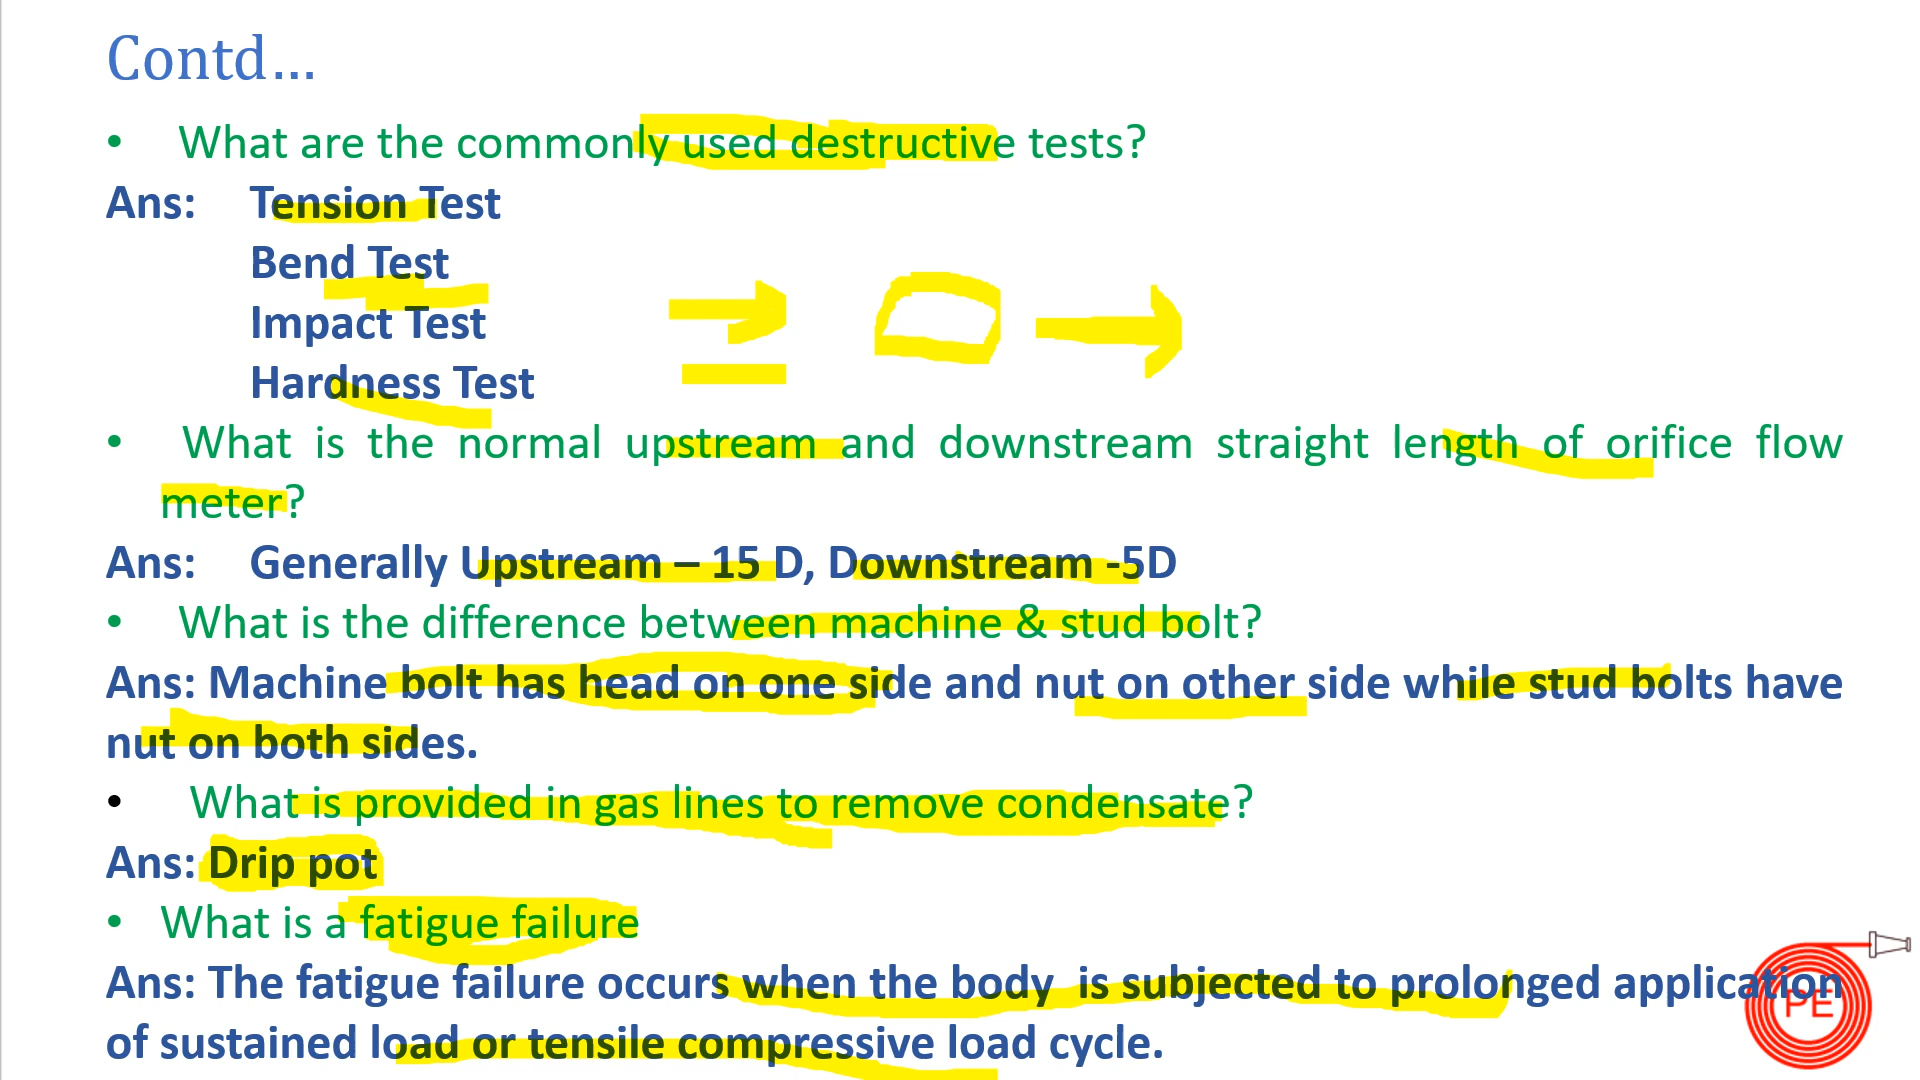 Contd...
• What are the commonly used destructive tests?
Ans: Tension Test
Bend Test
Impact Test
Hardness Test
• What is the normal upstream and downstream straight length of orifice flow
meter?
Ans: Generally Upstream – 15 D, Downstream -5D
• What is the difference between machine & stud bolt?
Ans: Machine bolt has head on one side and nut on other side while stud bolts have
nut on both sides.
• What is provided in gas lines to remove condensate?
Ans: Drip pot
• What is a fatigue failure
Ans: The fatigue failure occurs when the body is subjected to prolonged application
of sustained load or tensile compressive load cycle.
PE